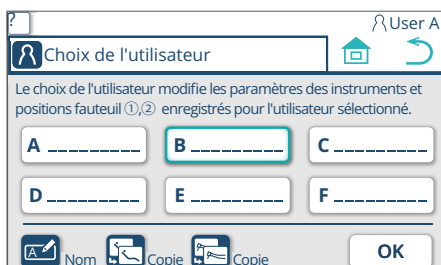 ?
User A
Choix de l'utilisateur
Le choix de l'utilisateur modifie les paramètres des instruments et
positions fauteuil ①,② enregistrés pour l'utilisateur sélectionné.
A _________ B _________ C _________
D _________ E _________ F _________
A Nom Copie Copie OK